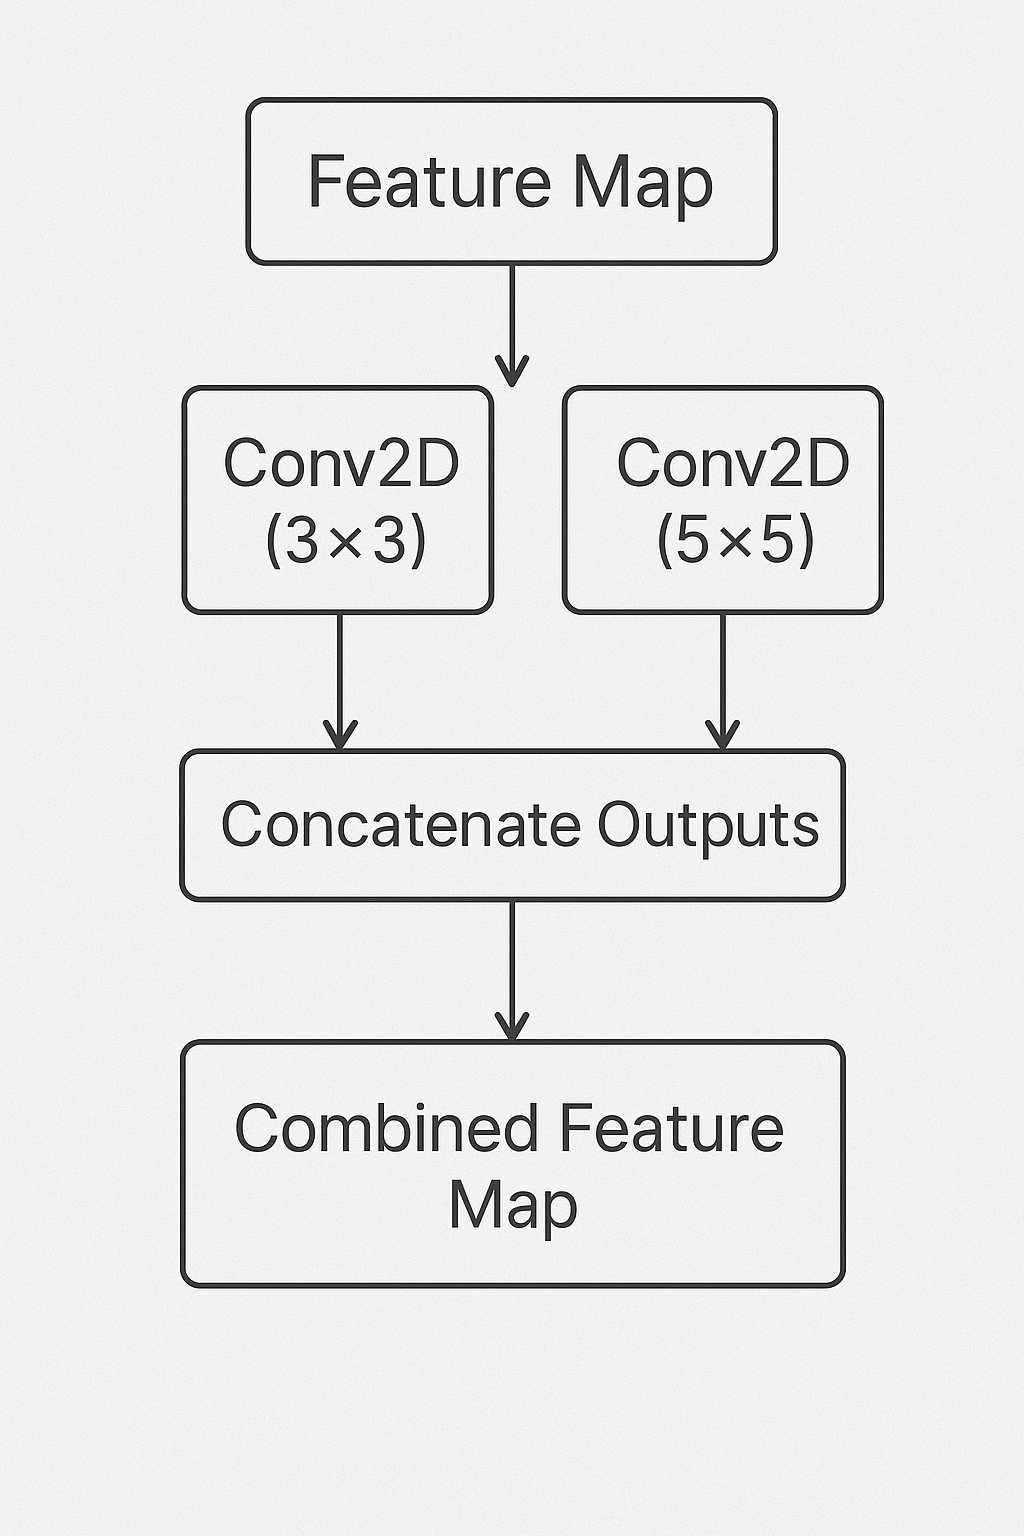 Feature Map
Conv2D
(3×3)
Conv2D
(5×5)
Concatenate Outputs
Combined Feature
Map